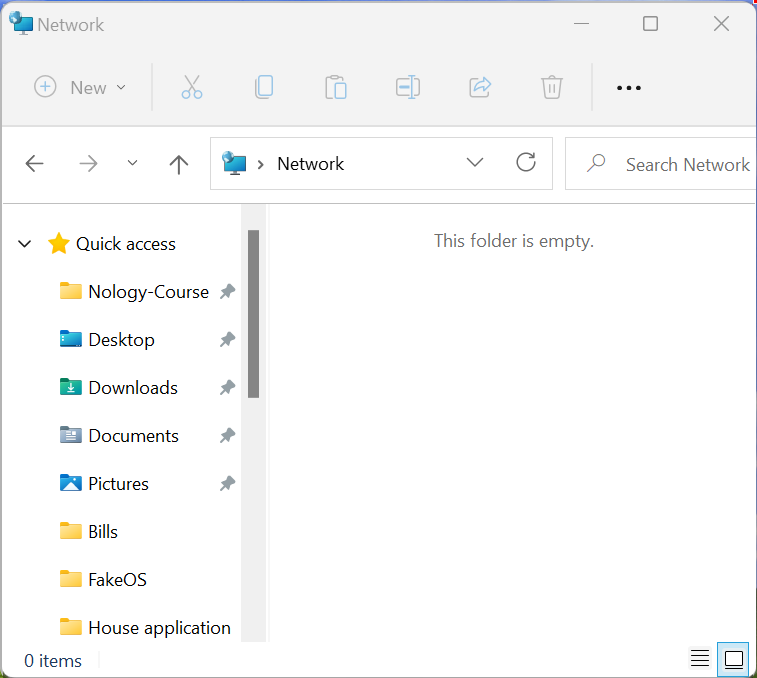 Network
New
Network
Search Network
Quick access
This folder is empty.
Nology-Course
Desktop
Downloads
Documents
Pictures
Bills
FakeOS
House application
0 items